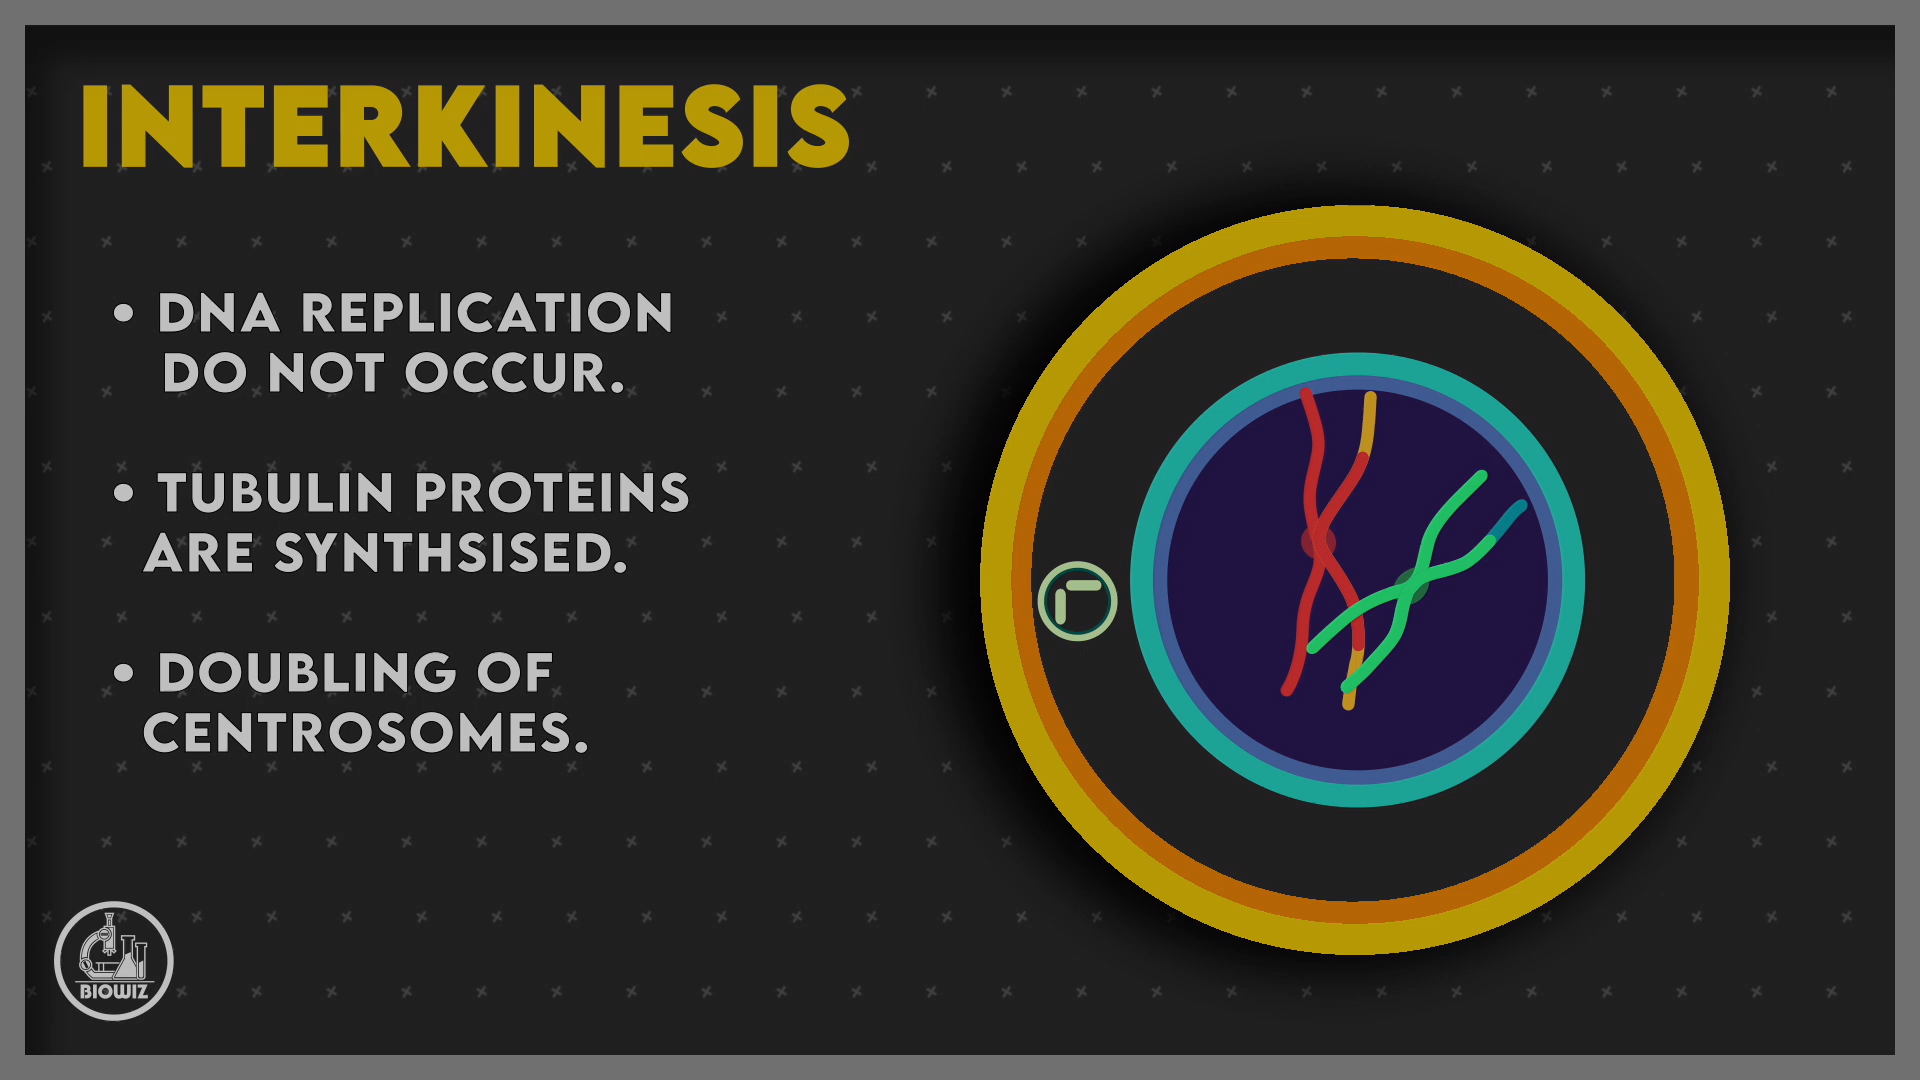 INTERKINESIS
• DNA REPLICATION
DO NOT OCCUR.
• TUBULIN PROTEINS
ARE SYNTHSISED.
• DOUBLING OF
CENTROSOMES.
BIOWIZ